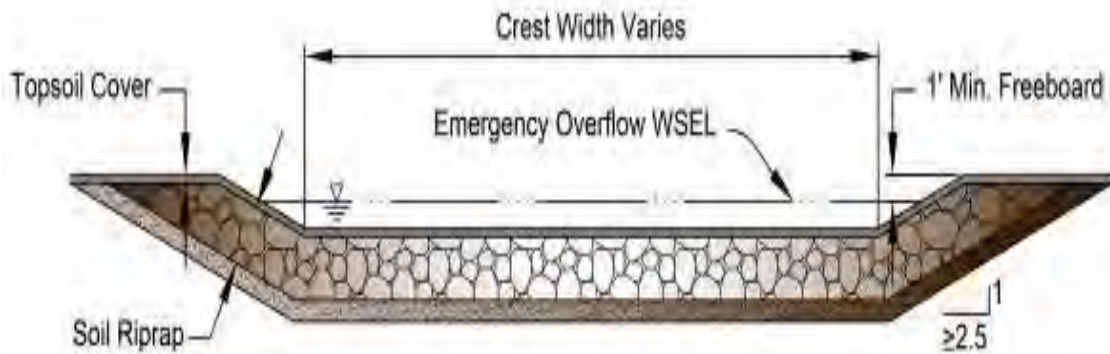 Crest Width Varies
Topsoil Cover
1' Min. Freeboard
Emergency Overflow WSEL
Soil Riprap
1
≥2.5